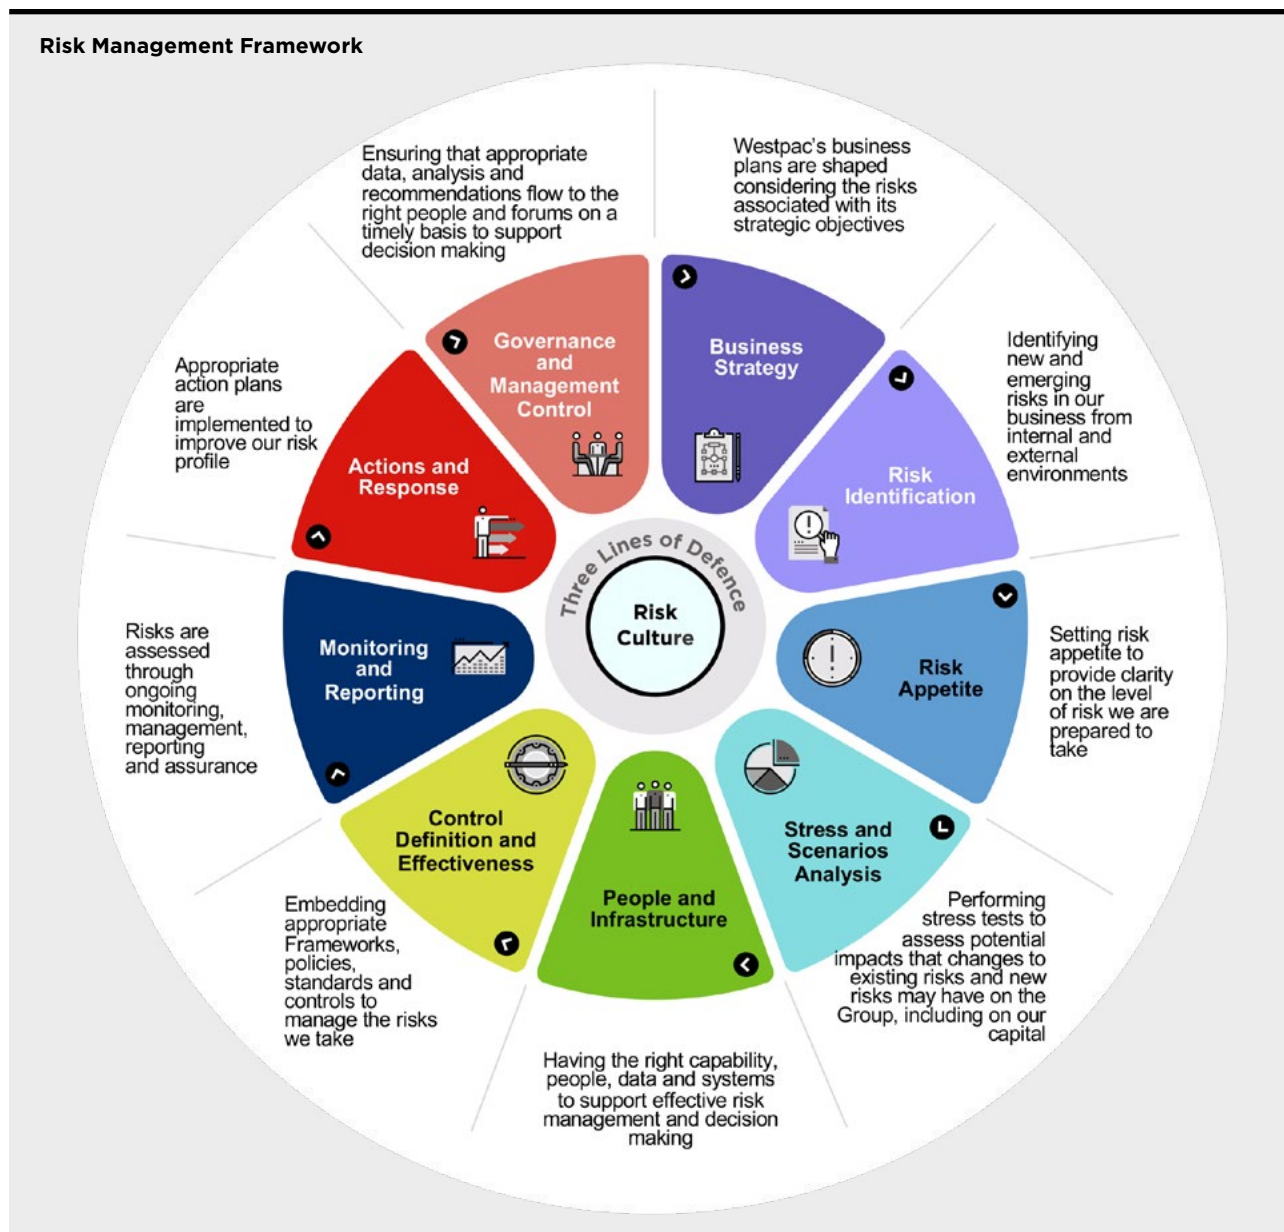 Risk Management Framework
Westpac's business
plans are shaped
considering the risks
associated with its
strategic objectives
Business
Strategy
Identifying
new and
emerging
risks in our
business from
internal and
external
environments
Risk
Identification
Setting risk
appetite to
provide clarity
on the level
of risk we are
prepared to
take
Risk
Appetite
Performing
stress tests to
assess potential
impacts that changes to
existing risks and new
risks may have on the
Group, including on our
capital
Stress and
Scenarios
Analysis
Having the right capability,
people, data and systems
to support effective risk
management and decision
making
People and
Infrastructure
Embedding
appropriate
Frameworks,
policies,
standards and
controls to
manage the risks
we take
Control
Definition and
Effectiveness
Risks are
assessed
through
ongoing
monitoring,
management,
reporting
and assurance
Monitoring
and
Reporting
Appropriate
action plans
are
implemented to
improve our risk
profile
Actions and
Response
Ensuring that appropriate
data, analysis and
recommendations flow to the
right people and forums on a
timely basis to support
decision making
Governance
and
Management
Control
Three Lines of Defence
Risk
Culture